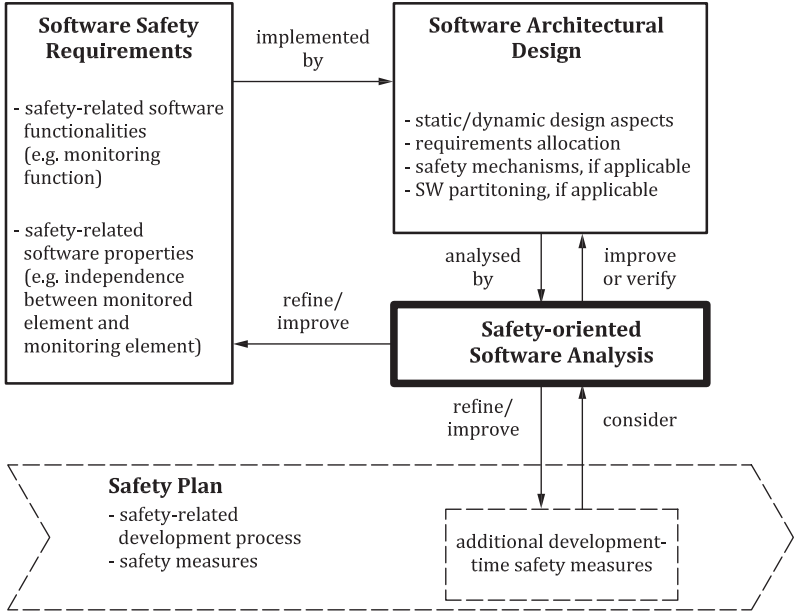 Software Safety
Requirements
- safety-related software
functionalities
(e.g. monitoring
function)
- safety-related
software properties
(e.g. independence
between monitored
element and
monitoring element)
implemented
by
Software Architectural
Design
- static/dynamic design aspects
- requirements allocation
- safety mechanisms, if applicable
- SW partitoning, if applicable
analysed
by
improve
or verify
refine/
improve
Safety-oriented
Software Analysis
refine/
improve
consider
Safety Plan
- safety-related
development process
- safety measures
additional development-
time safety measures